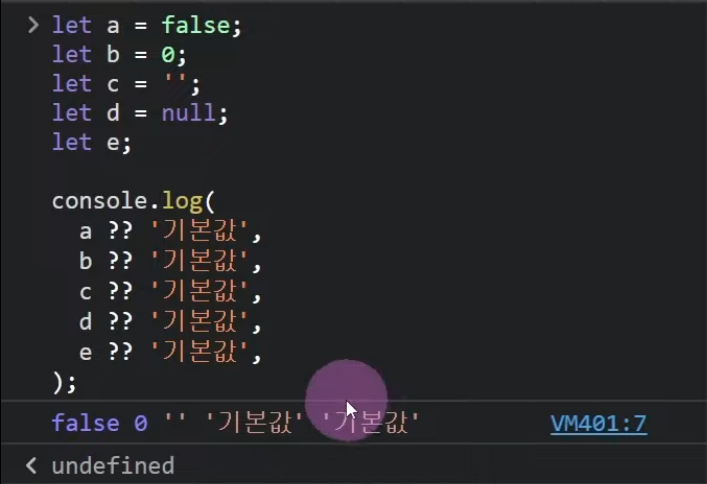 > let a = false;
let b = 0;
let c = '';
let d = null;
let e;
console.log(
a ?? '기본값',
b ?? '기본값',
c ?? '기본값',
d ?? '기본값',
e ?? '기본값',
);
false 0 '' '기본값' '기본값' VM401:7
< undefined